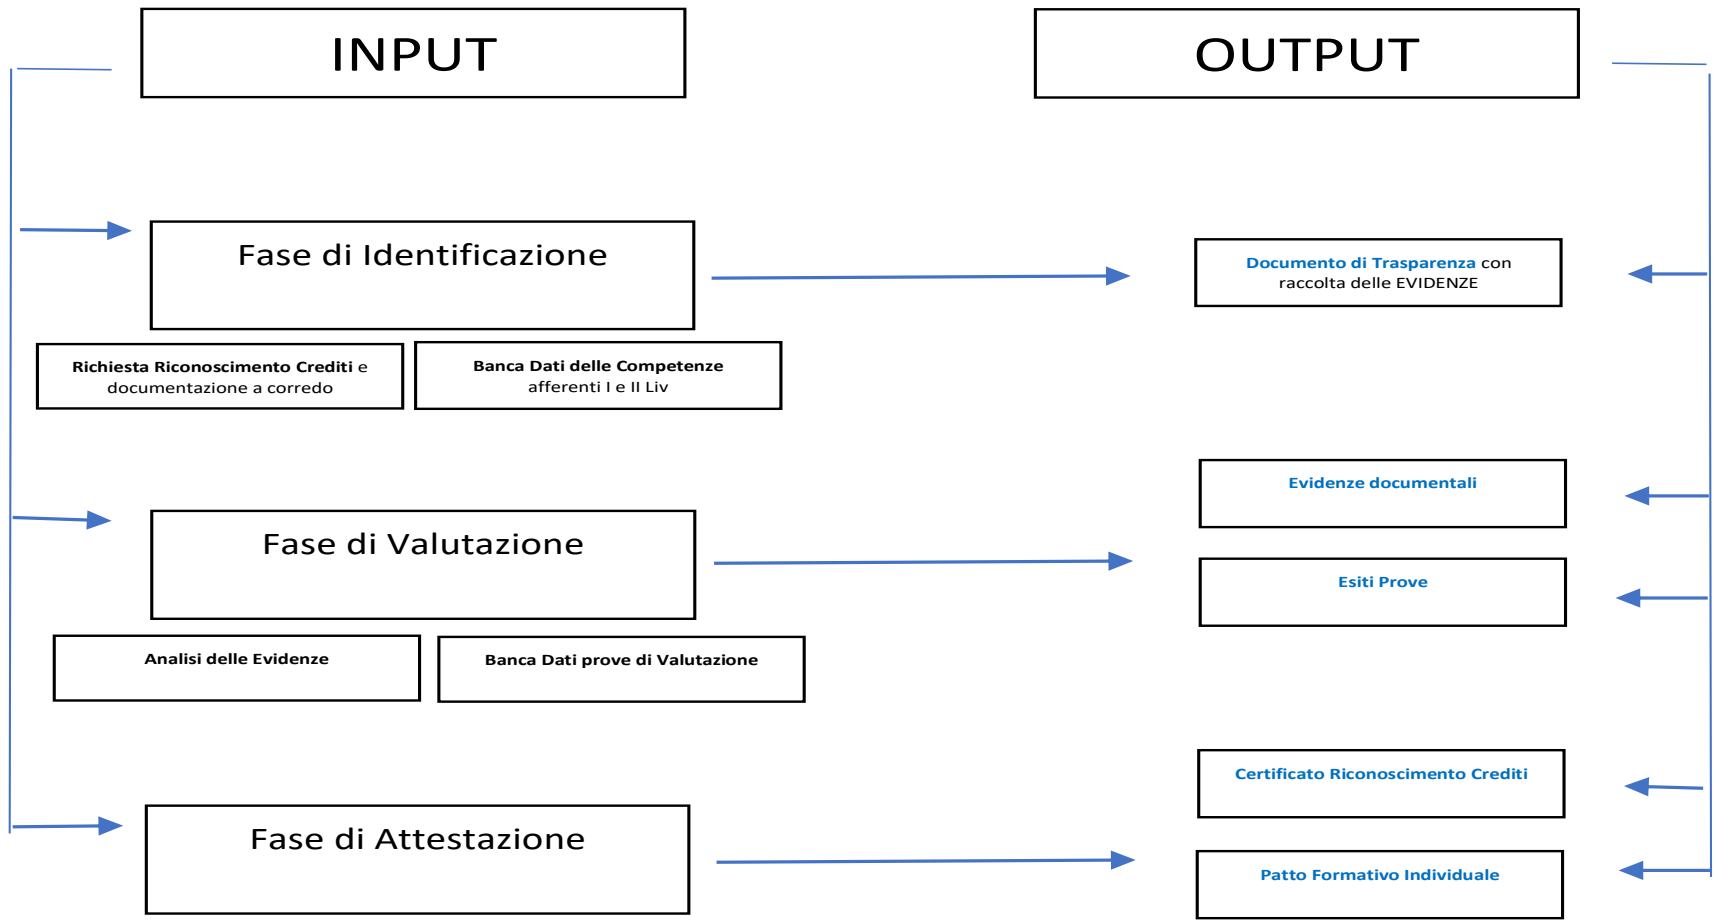 INPUT
OUTPUT
Fase di Identificazione
Documento di Trasparenza con
raccolta delle EVIDENZE
Richiesta Riconoscimento Crediti e
documentazione a corredo
Banca Dati delle Competenze
afferenti I e II Liv
Evidenze documentali
Fase di Valutazione
Esiti Prove
Analisi delle Evidenze
Banca Dati prove di Valutazione
Certificato Riconoscimento Crediti
Fase di Attestazione
Patto Formativo Individuale